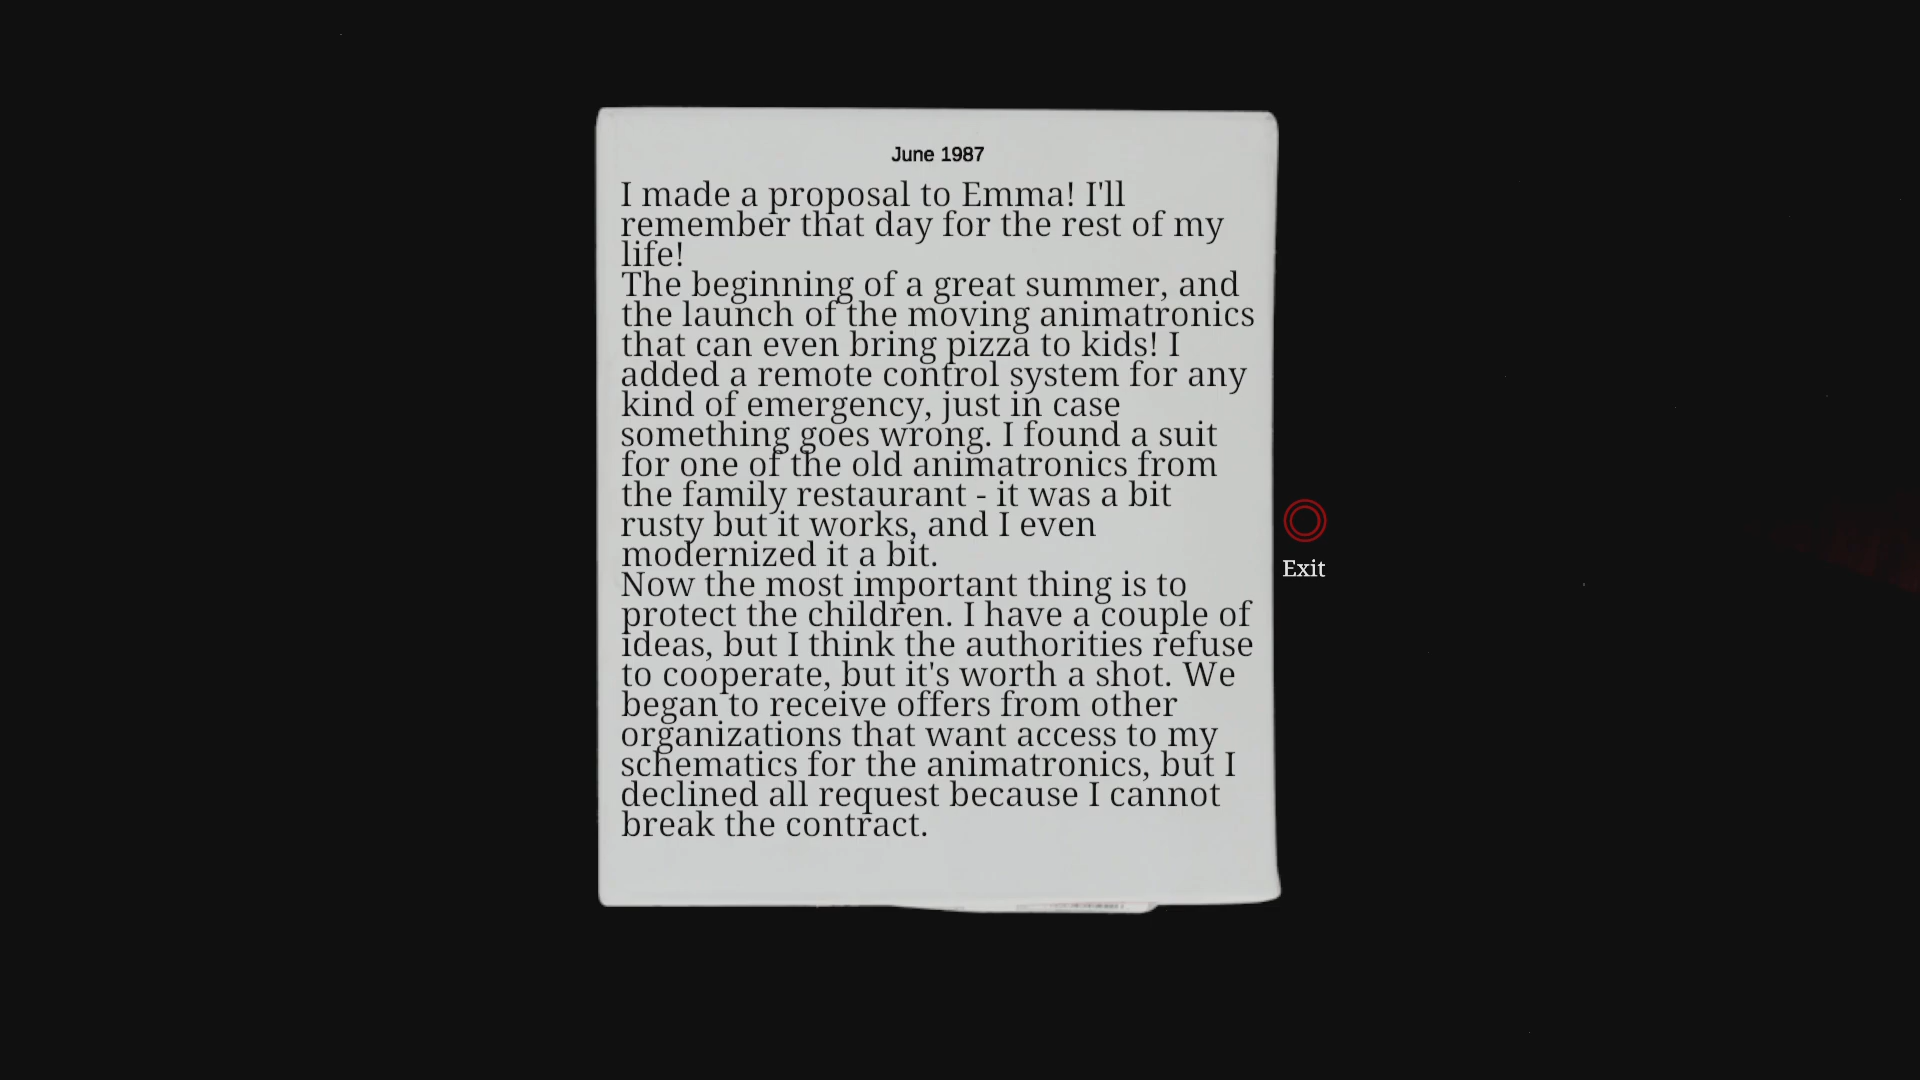 June 1987
I made a proposal to Emma! I'll
remember that day for the rest of my
life!
The beginning of a great summer, and
the launch of the moving animatronics
that can even bring pizza to kids! I
added a remote control system for any
kind of emergency, just in case
something goes wrong. I found a suit
for one of the old animatronics from
the family restaurant - it was a bit
rusty but it works, and I even
modernized it a bit.
Now the most important thing is to
protect the children. I have a couple of
ideas, but I think the authorities refuse
to cooperate, but it's worth a shot. We
began to receive offers from other
organizations that want access to my
schematics for the animatronics, but I
declined all request because I cannot
break the contract.
Exit